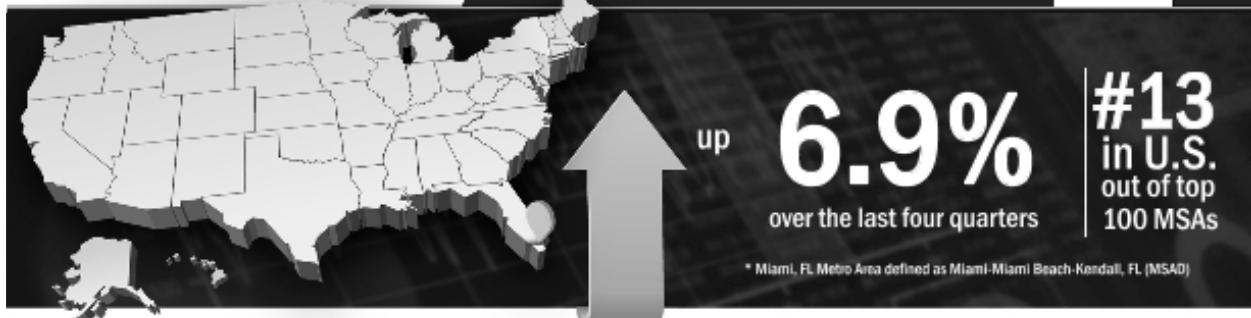 up
6.9%
over the last four quarters
#13
in U.S.
out of top
100 MSAs
* Miami, FL Metro Area defined as Miami-Miami Beach-Kendall, FL (MSAD)